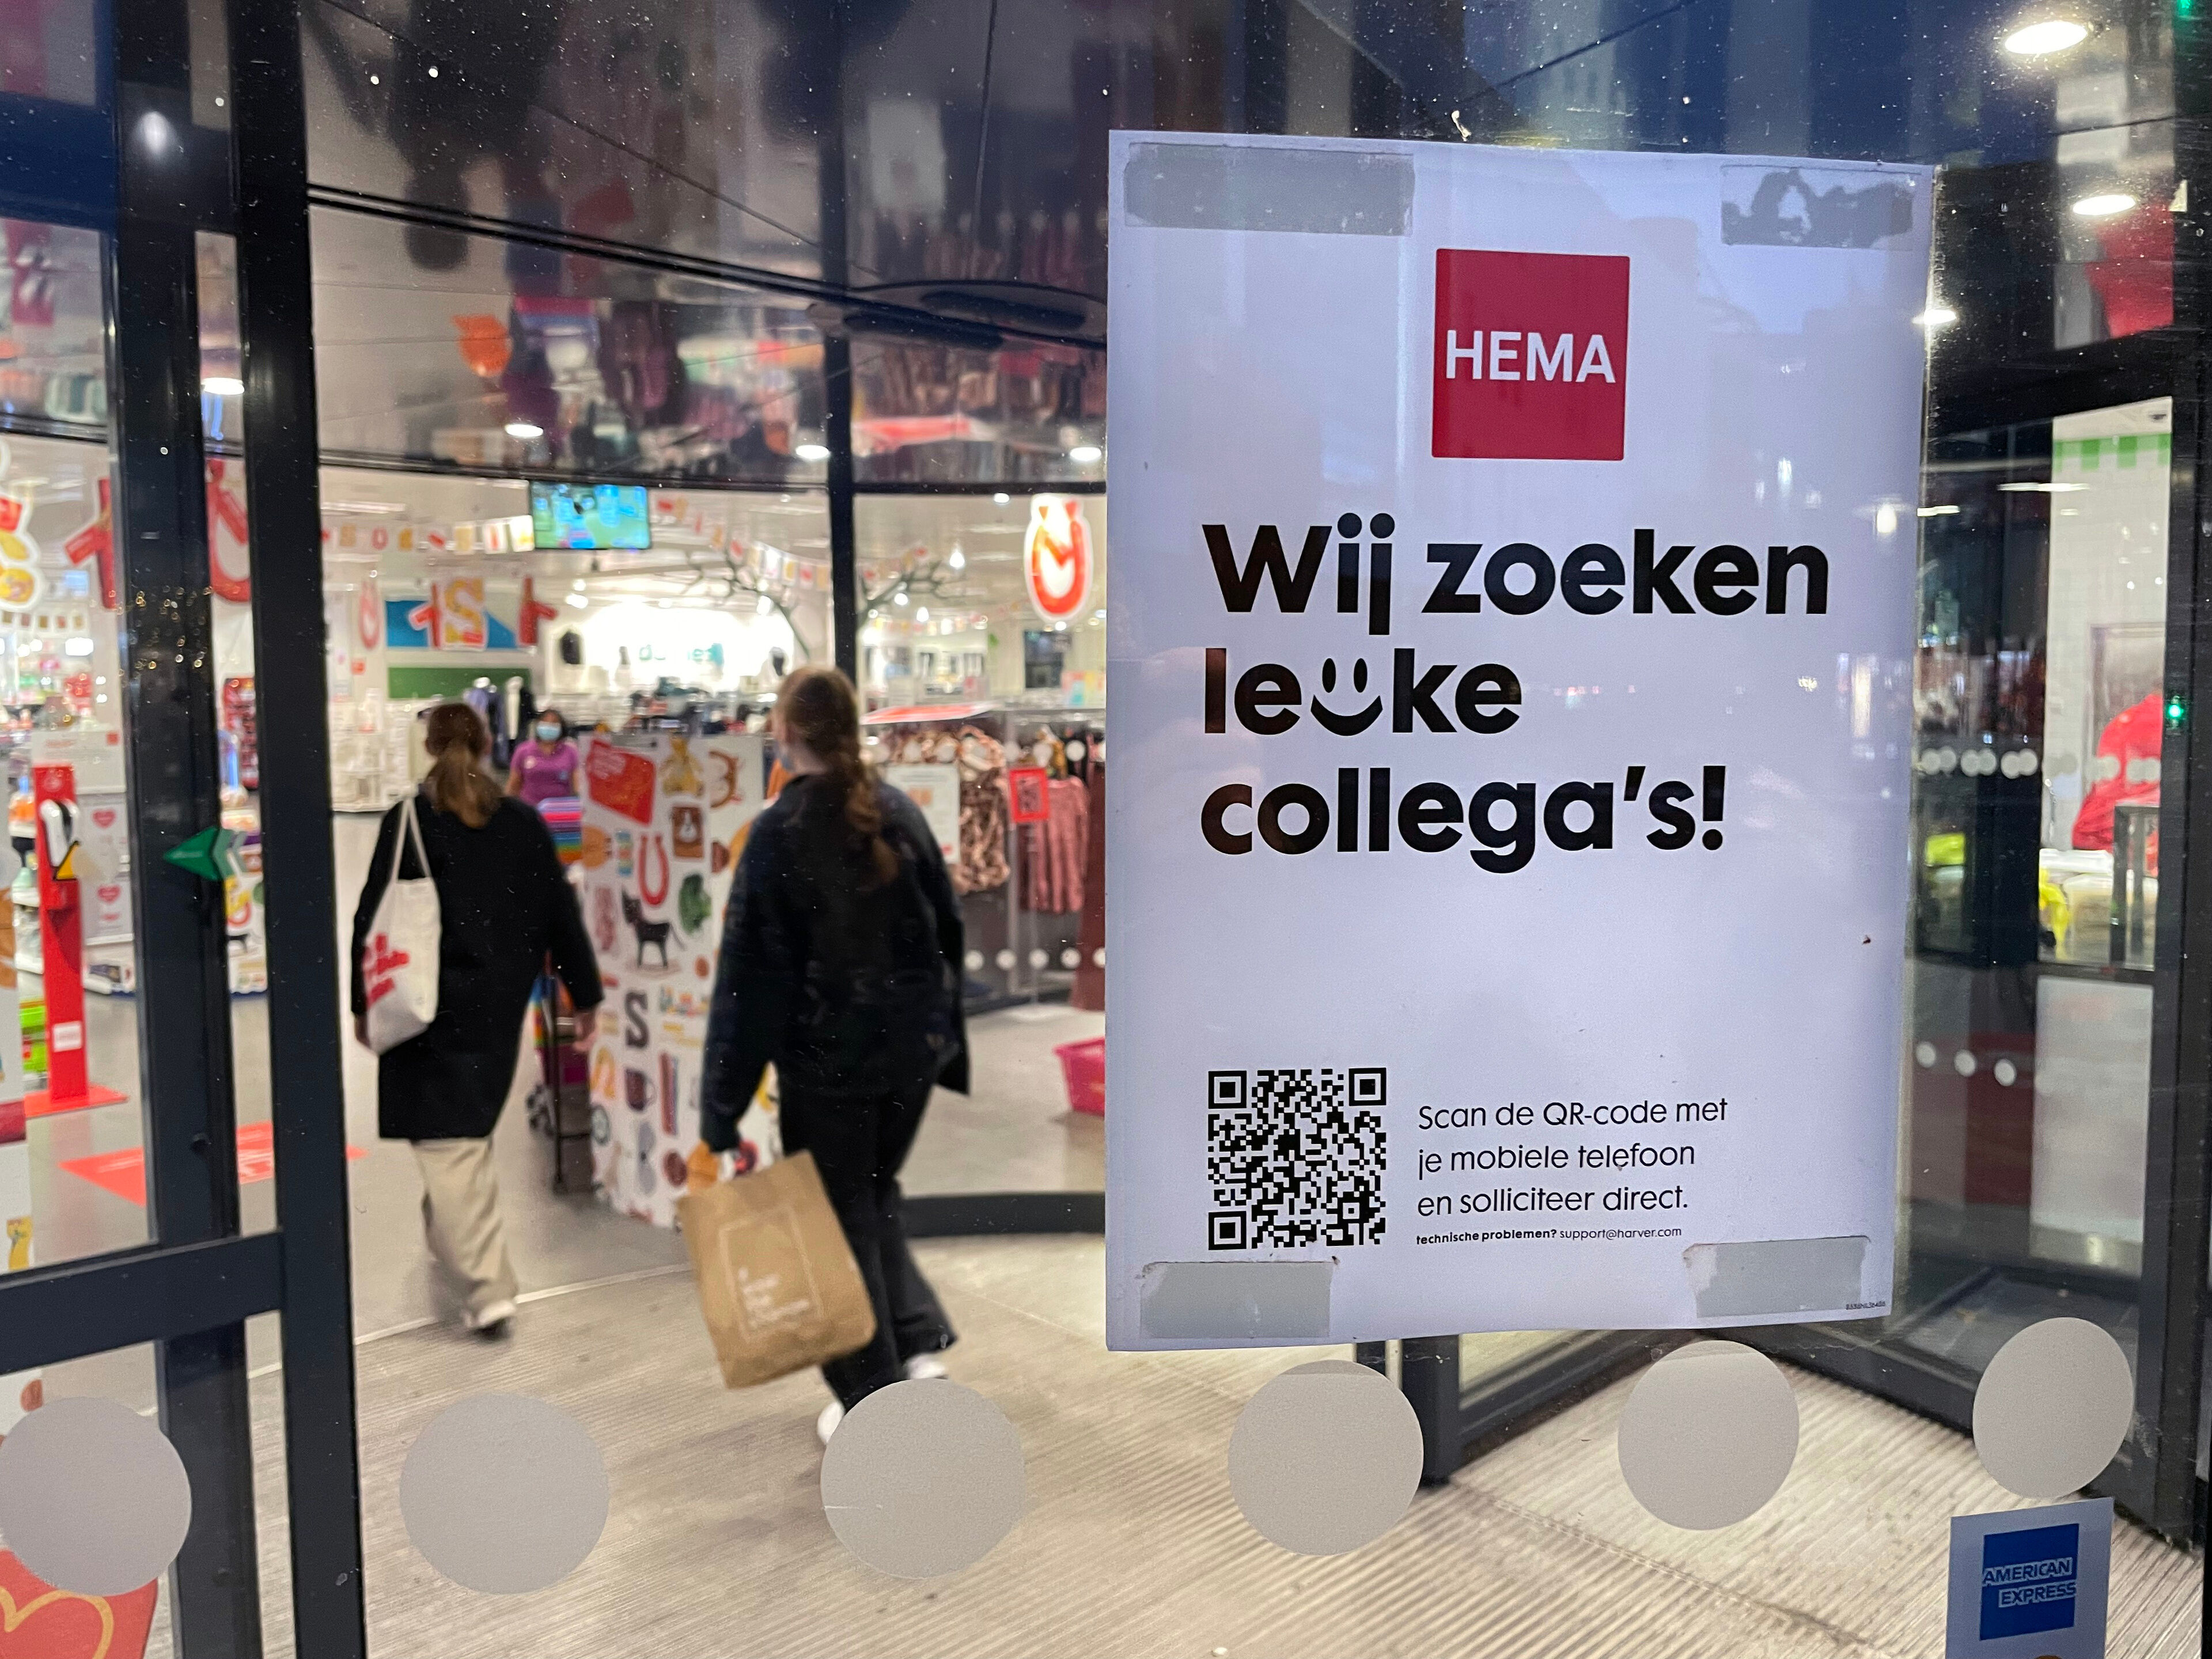 HEMA
Wij zoeken
leuke
collega's!
Scan de QR-code met
je mobiele telefoon
en solliciteer direct.
technische problemen? support@harver.com
AMERICAN
EXPRESS